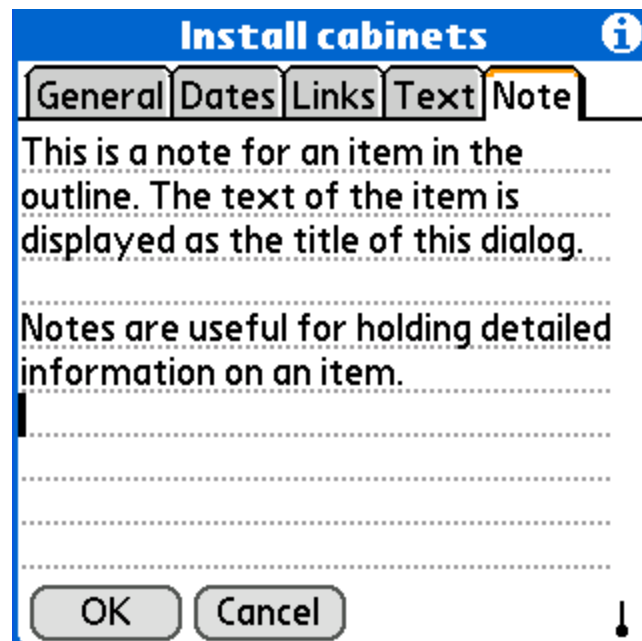 Install cabinets
General Dates Links Text Note
This is a note for an item in the
outline. The text of the item is
displayed as the title of this dialog.
Notes are useful for holding detailed
information on an item.
OK Cancel